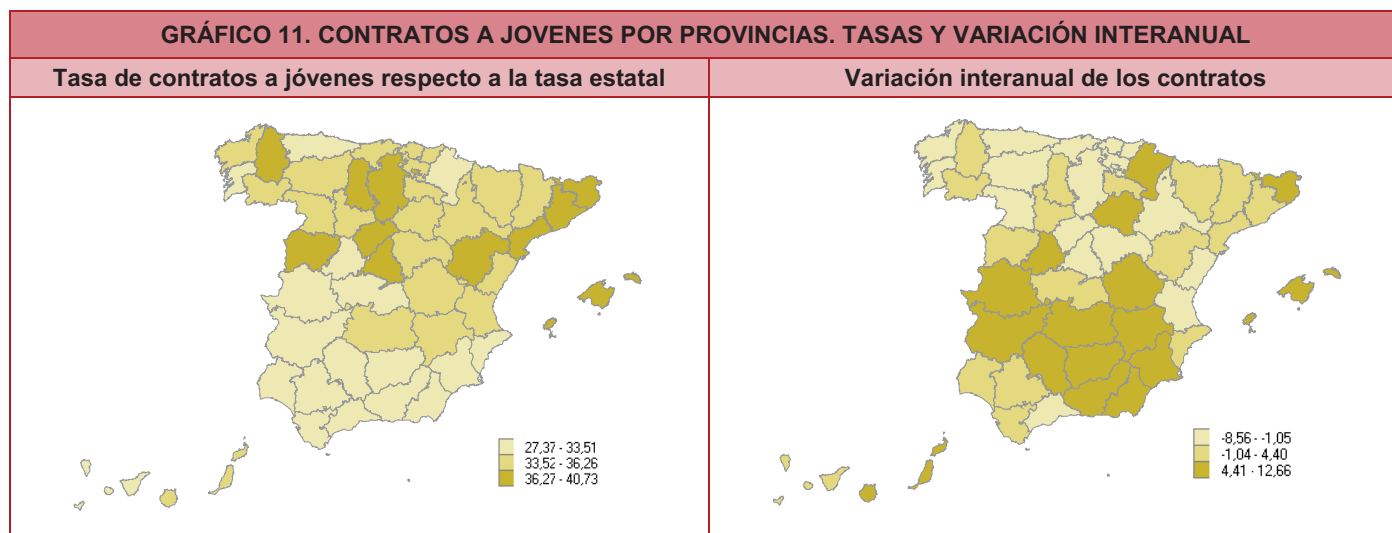 GRÁFICO 11. CONTRATOS A JOVENES POR PROVINCIAS. TASAS Y VARIACIÓN INTERANUAL
Tasa de contratos a jóvenes respecto a la tasa estatal
Variación interanual de los contratos
27,37 - 33,51
33,52 - 36,26
36,27 - 40,73
-8,56 - -1,05
-1,04 - 4,40
4,41 - 12,66